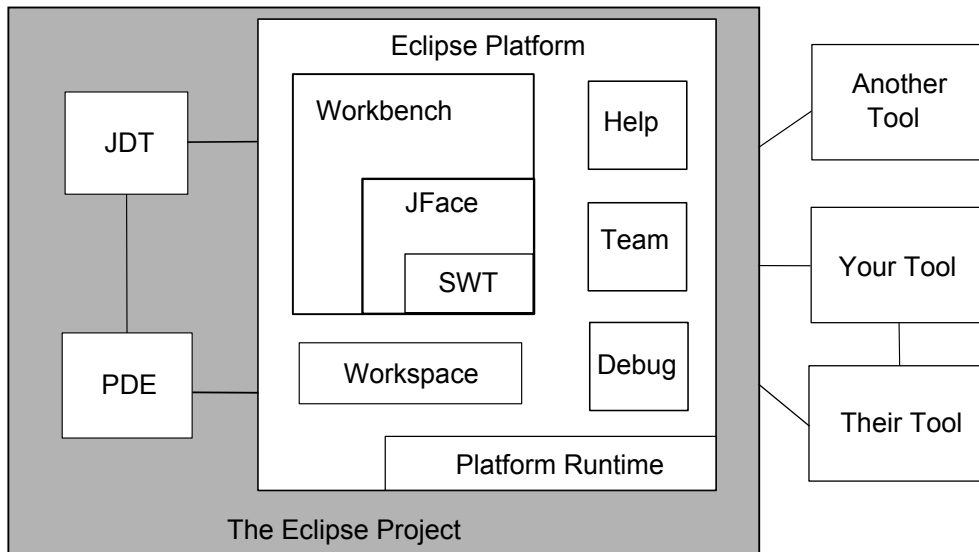 Eclipse Platform
Workbench
JFace
SWT
Workspace
Platform Runtime
Help
Team
Debug
JDT
PDE
The Eclipse Project
Another
Tool
Your Tool
Their Tool